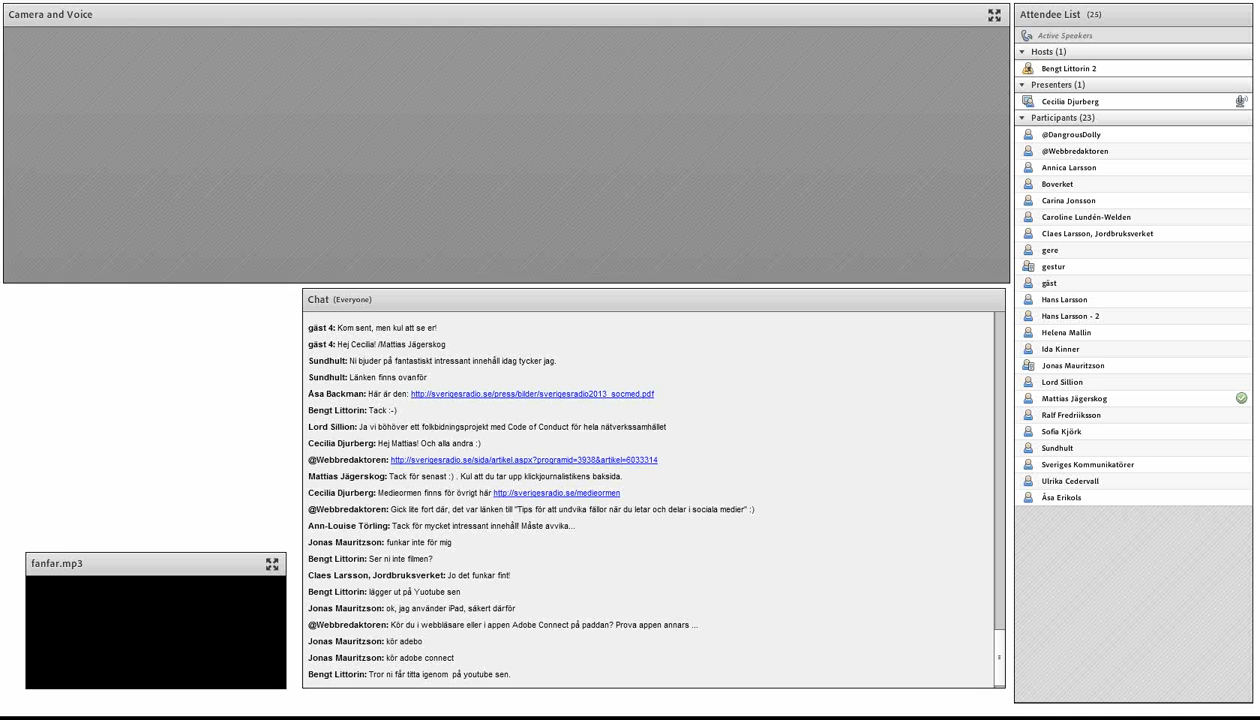 Camera and Voice
gäst 4: Kom sent, men kul att se er!
gäst 4: Hej Cecilia! /Mattias Jägerskog
Sundhult: Ni bjuder på fantastiskt intressant innehåll idag tycker jag.
Sundhult: Länken finns ovanför
Åsa Backman: Här är den: http://sverigesradio.se/press/bilder/sverigesradio2013_socmed.pdf
Bengt Littorin: Tack :-)
Lord Sillion: Ja vi böhöver ett folkbidningsprojekt med Code of Conduct för hela nätverkssamhället
Cecilia Djurberg: Hej Mattias! Och alla andra :)
@Webbredaktoren: http://sverigesradio.se/sida/artikel.aspx?programid=3938&artikel=6033314
Mattias Jägerskog: Tack för senast :) . Kul att du tar upp klickjournalistikens baksida.
Cecilia Djurberg: Medieormen finns för övrigt här http://sverigesradio.se/medieormen
@Webbredaktoren: Gick lite fort där, det var länken till "Tips för att undvika fällor när du letar och delar i sociala medier" :)
Ann-Louise Törling: Tack för mycket intressant innehåll! Måste avvika...
Jonas Mauritzson: funkar inte för mig
Bengt Littorin: Ser ni inte filmen?
Claes Larsson, Jordbruksverket: Jo det funkar fint!
Bengt Littorin: lägger ut på Yuotube sen
Jonas Mauritzson: ok, jag använder iPad, säkert därför
@Webbredaktoren: Kör du i webbläsare eller i appen Adobe Connect på paddan? Prova appen annars ...
Jonas Mauritzson: kör adebo
Jonas Mauritzson: kör adobe connect
Bengt Littorin: Tror ni får titta igenom på youtube sen.
Chat (Everyone)
fanfar.mp3
Attendee List (25)
Active Speakers
Hosts (1)
Bengt Littorin 2
Presenters (1)
Cecilia Djurberg
Participants (23)
@DangrousDolly
@Webbredaktoren
Annica Larsson
Boverket
Carina Jonsson
Caroline Lundén-Welden
Claes Larsson, Jordbruksverket
gere
gestur
gäst
Hans Larsson
Hans Larsson - 2
Helena Mallin
Ida Kinner
Jonas Mauritzson
Lord Sillion
Mattias Jägerskog
Ralf Fredriiksson
Sofia Kjörk
Sundhult
Sveriges Kommunikatörer
Ulrika Cedervall
Åsa Erikols